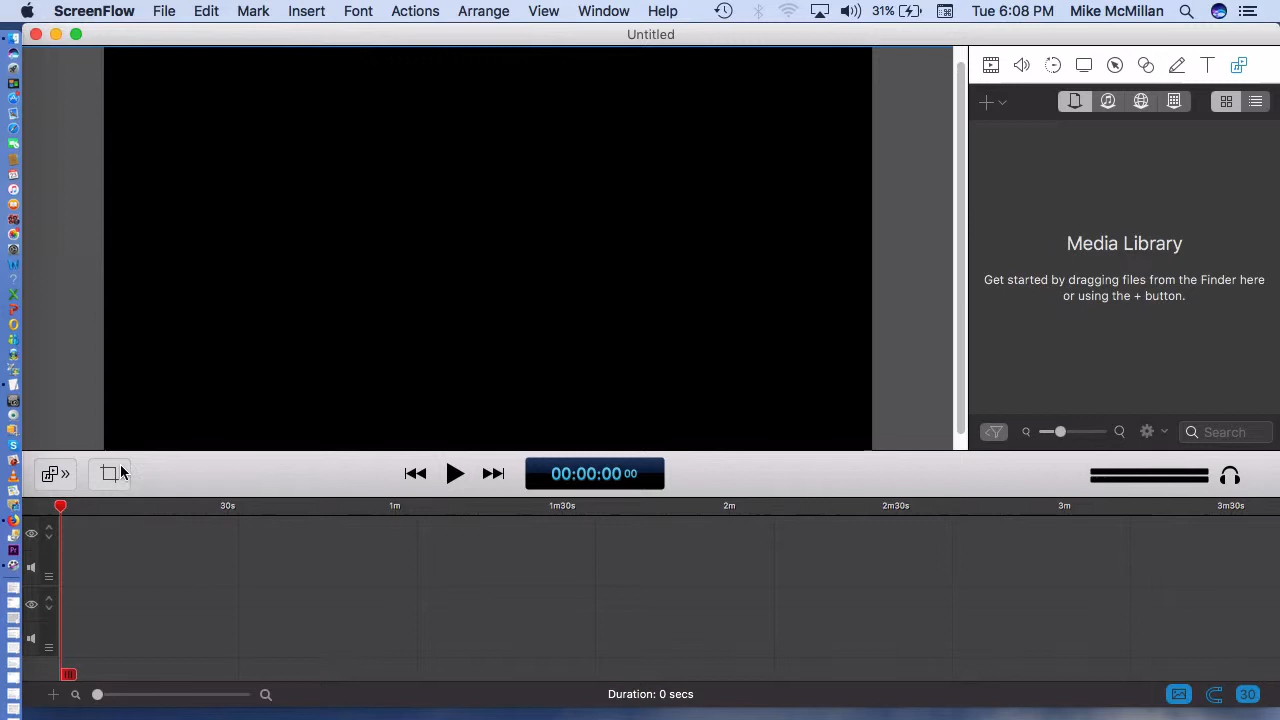 ScreenFlow File Edit Mark Insert Font Actions Arrange View Window Help 31% Tue 6:08 PM Mike McMillan
Untitled
Media Library
Get started by dragging files from the Finder here
or using the + button.
Search
00:00:00 00
30s 1m 1m30s 2m 2m30s 3m 3m30s
Duration: 0 secs
30